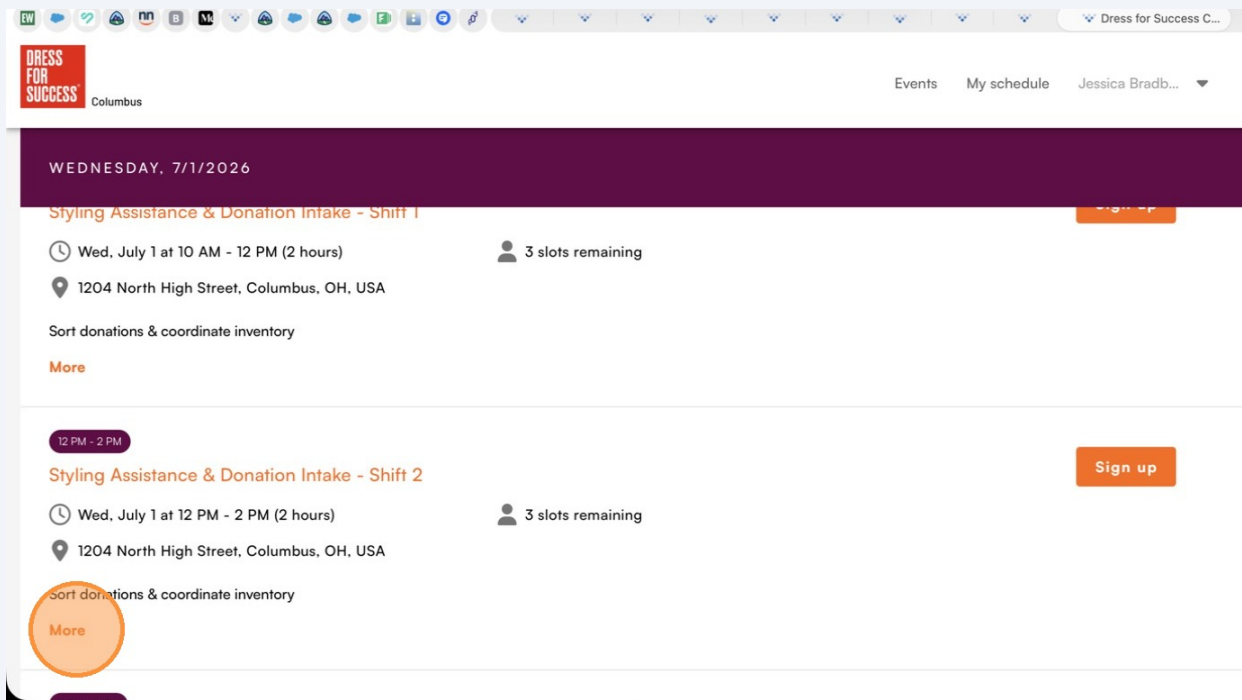 EW
nn
B
Dress for Success C...
DRESS
FOR
SUCCESS
Columbus
Events
My schedule
Jessica Bradb...
WEDNESDAY, 7/1/2026
Styling Assistance & Donation Intake - Shift 1
Sign up
Wed, July 1 at 10 AM - 12 PM (2 hours)
3 slots remaining
1204 North High Street, Columbus, OH, USA
Sort donations & coordinate inventory
More
12 PM - 2 PM
Styling Assistance & Donation Intake - Shift 2
Sign up
Wed, July 1 at 12 PM - 2 PM (2 hours)
3 slots remaining
1204 North High Street, Columbus, OH, USA
Sort donations & coordinate inventory
More